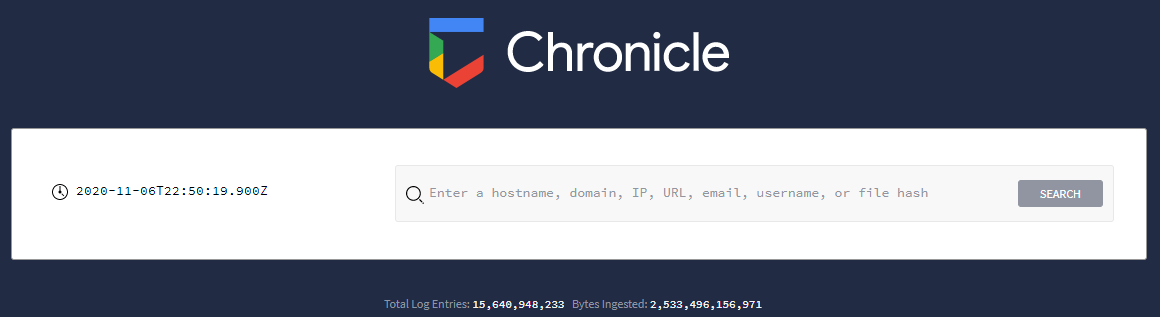 Chronicle
2020-11-06T22:50:19.900Z
Enter a hostname, domain, IP, URL, email, username, or file hash
SEARCH
Total Log Entries: 15,640,948,233 Bytes Ingested: 2,533,496,156,971